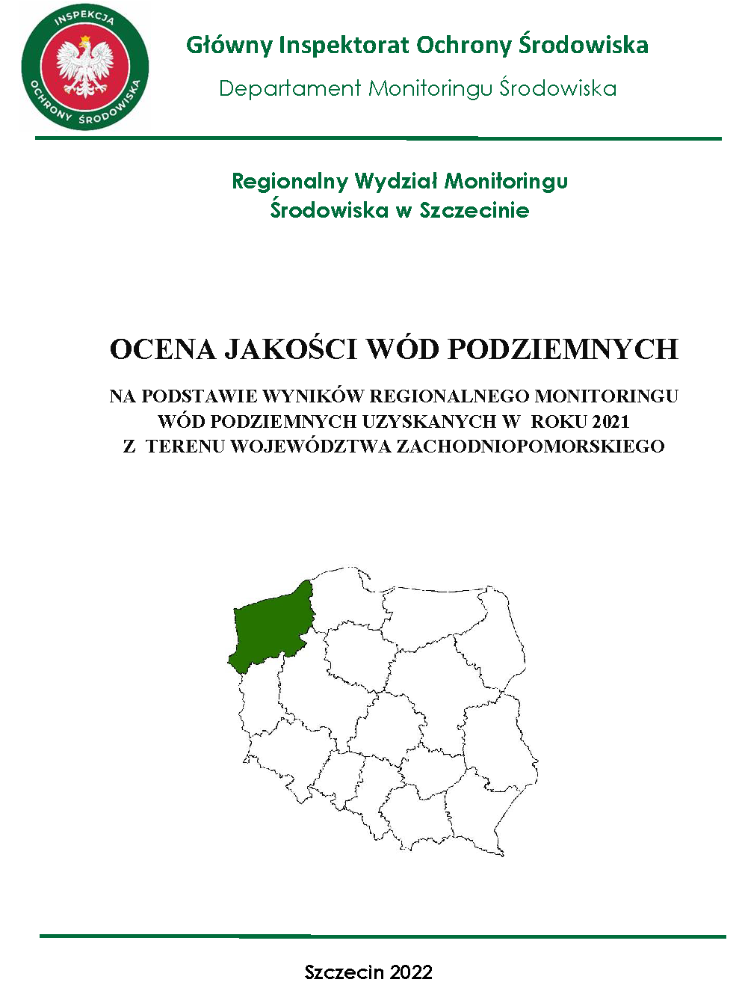 INSPEKCJA
OCHRONY ŚRODOWISKA
Główny Inspektorat Ochrony Środowiska
Departament Monitoringu Środowiska
Regionalny Wydział Monitoringu
Środowiska w Szczecinie
OCENA JAKOŚCI WÓD PODZIEMNYCH
NA PODSTAWIE WYNIKÓW REGIONALNEGO MONITORINGU
WÓD PODZIEMNYCH UZYSKANYCH W ROKU 2021
Z TERENU WOJEWÓDZTWA ZACHODNIOPOMORSKIEGO
Szczecin 2022